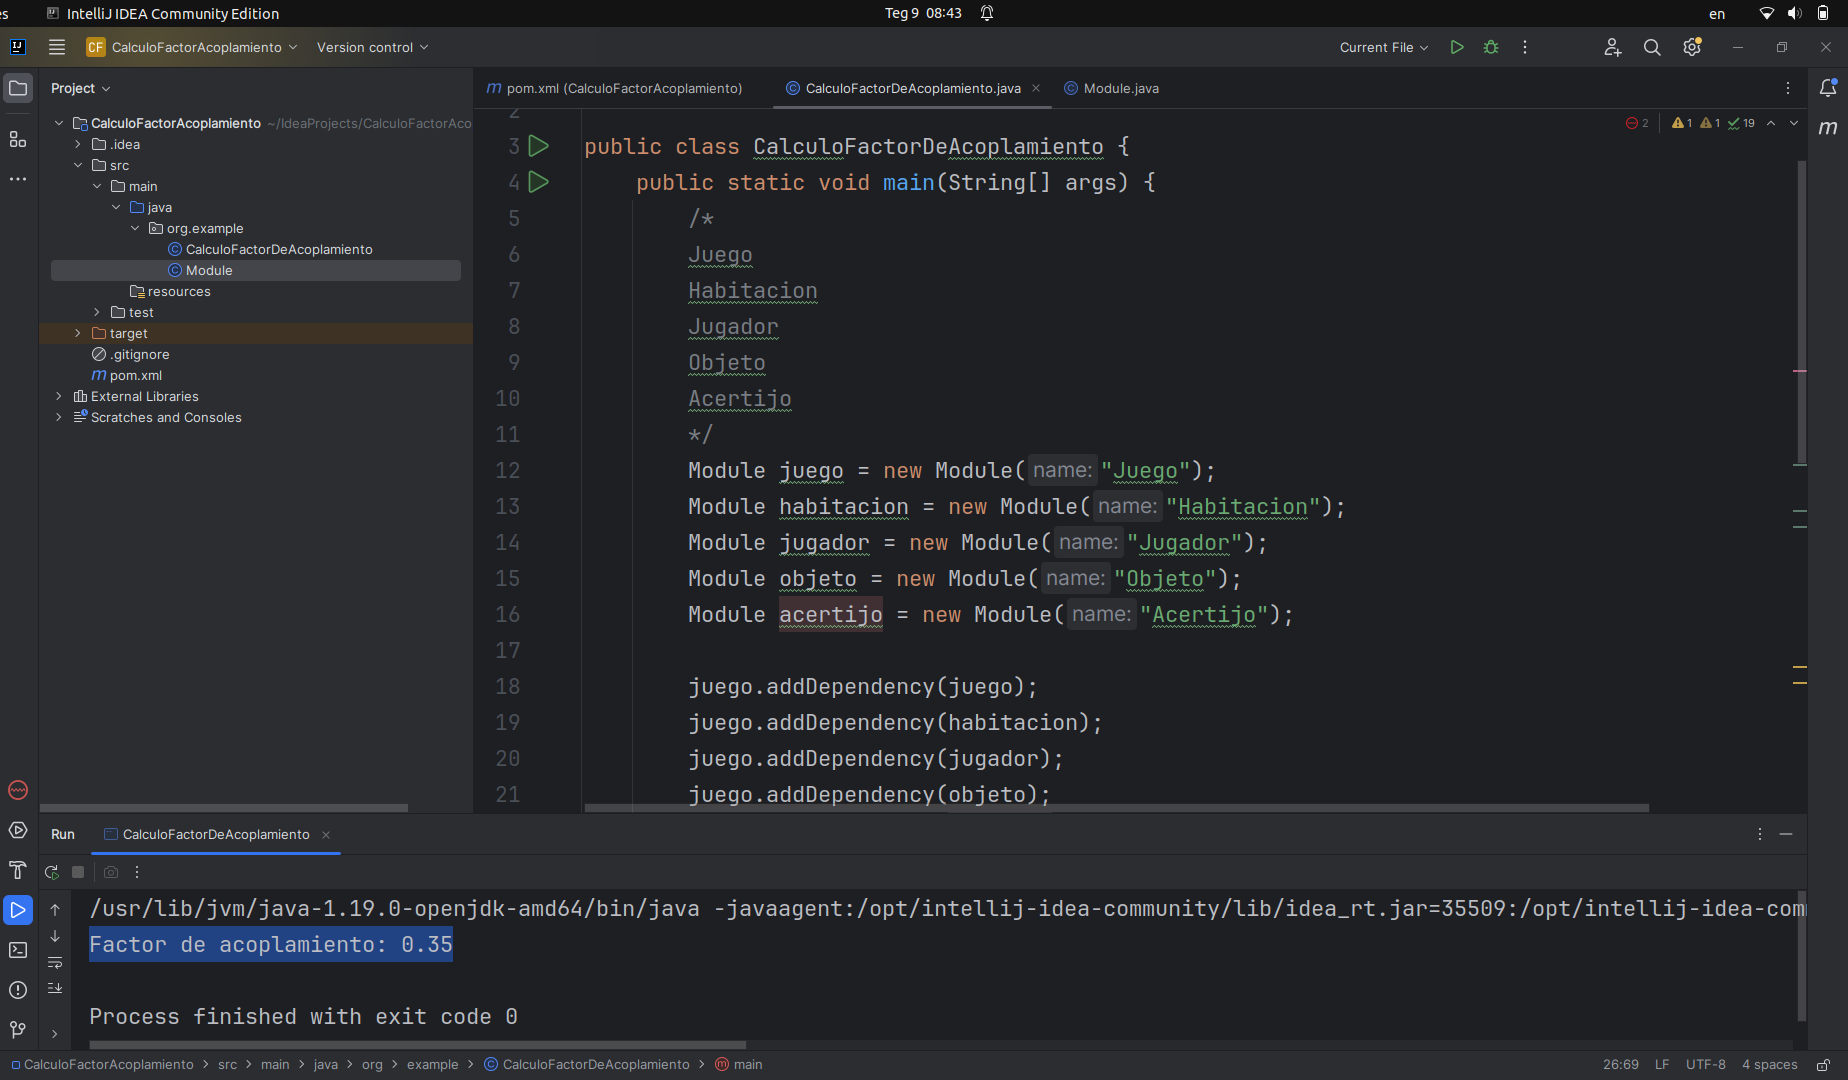 es IntelliJ IDEA Community Edition Teg 9 08:43 en
CF CalculoFactorAcoplamiento Version control Current File
Project
pom.xml (CalculoFactorAcoplamiento) CalculoFactorDeAcoplamiento.java Module.java
2 1 1 19
CalculoFactorAcoplamiento ~/IdeaProjects/CalculoFactorAco
.idea
src
main
java
org.example
CalculoFactorDeAcoplamiento
Module
resources
test
target
.gitignore
pom.xml
External Libraries
Scratches and Consoles
2
3 public class CalculoFactorDeAcoplamiento {
4 public static void main(String[] args) {
5 /*
6 Juego
7 Habitacion
8 Jugador
9 Objeto
10 Acertijo
11 */
12 Module juego = new Module( name: "Juego");
13 Module habitacion = new Module( name: "Habitacion");
14 Module jugador = new Module( name: "Jugador");
15 Module objeto = new Module( name: "Objeto");
16 Module acertijo = new Module( name: "Acertijo");
17
18 juego.addDependency(juego);
19 juego.addDependency(habitacion);
20 juego.addDependency(jugador);
21 juego.addDependency(objeto);
Run CalculoFactorDeAcoplamiento
/usr/lib/jvm/java-1.19.0-openjdk-amd64/bin/java -javaagent:/opt/intellij-idea-community/lib/idea_rt.jar=35509:/opt/intellij-idea-com
Factor de acoplamiento: 0.35
Process finished with exit code 0
CalculoFactorAcoplamiento > src > main > java > org > example > CalculoFactorDeAcoplamiento > main 26:69 LF UTF-8 4 spaces